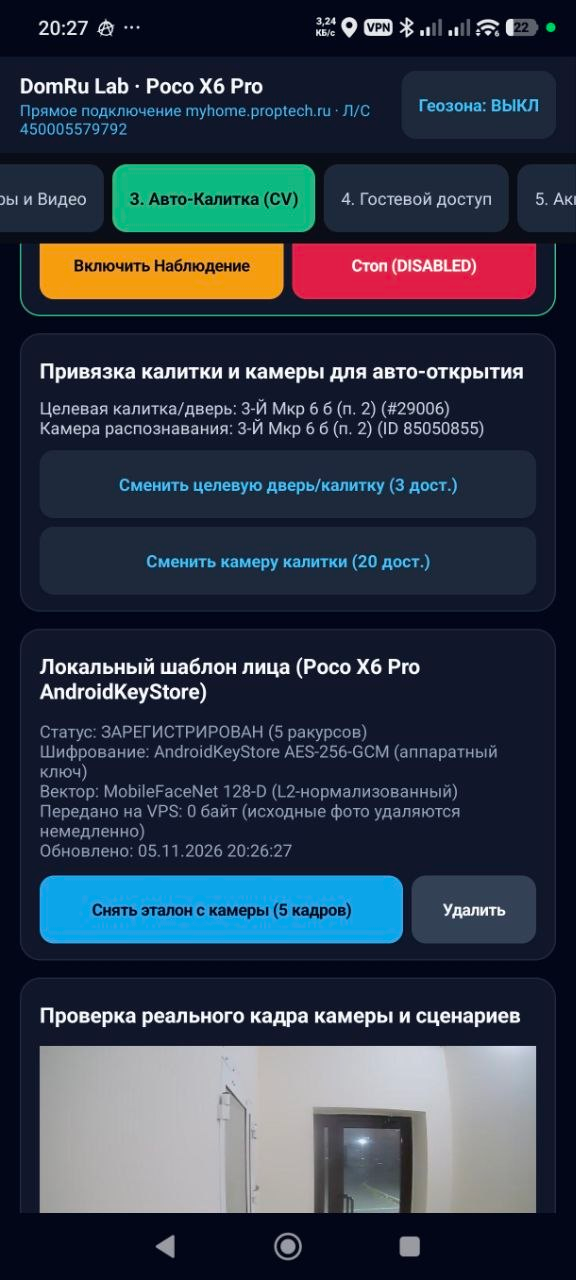 20:27
3,24
КБ/с
VPN
6
22
DomRu Lab · Poco X6 Pro
Прямое подключение myhome.proptech.ru · Л/С
450005579792
Геозона: ВЫКЛ
ры и Видео
3. Авто-Калитка (CV)
4. Гостевой доступ
5. Ак
Включить Наблюдение
Стоп (DISABLED)
Привязка калитки и камеры для авто-открытия
Целевая калитка/дверь: 3-Й Мкр 6 б (п. 2) (#29006)
Камера распознавания: 3-Й Мкр 6 б (п. 2) (ID 85050855)
Сменить целевую дверь/калитку (3 дост.)
Сменить камеру калитки (20 дост.)
Локальный шаблон лица (Poco X6 Pro
AndroidKeyStore)
Статус: ЗАРЕГИСТРИРОВАН (5 ракурсов)
Шифрование: AndroidKeyStore AES-256-GCM (аппаратный
ключ)
Вектор: MobileFaceNet 128-D (L2-нормализованный)
Передано на VPS: 0 байт (исходные фото удаляются
немедленно)
Обновлено: 05.11.2026 20:26:27
Снять эталон с камеры (5 кадров)
Удалить
Проверка реального кадра камеры и сценариев